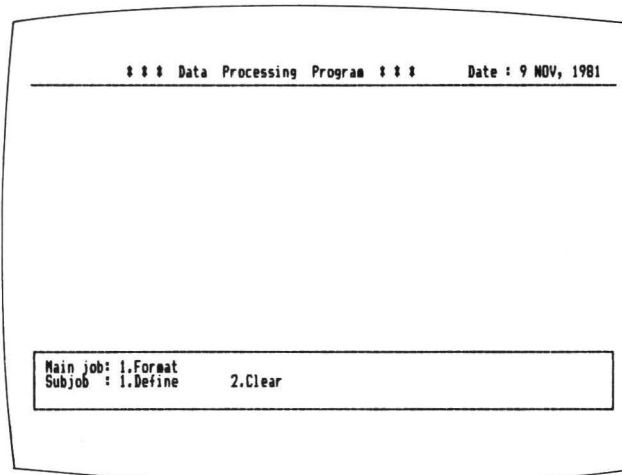 * * * Data Processing Program * * * Date : 9 NOV, 1981
Main job: 1.Format
Subjob : 1.Define 2.Clear